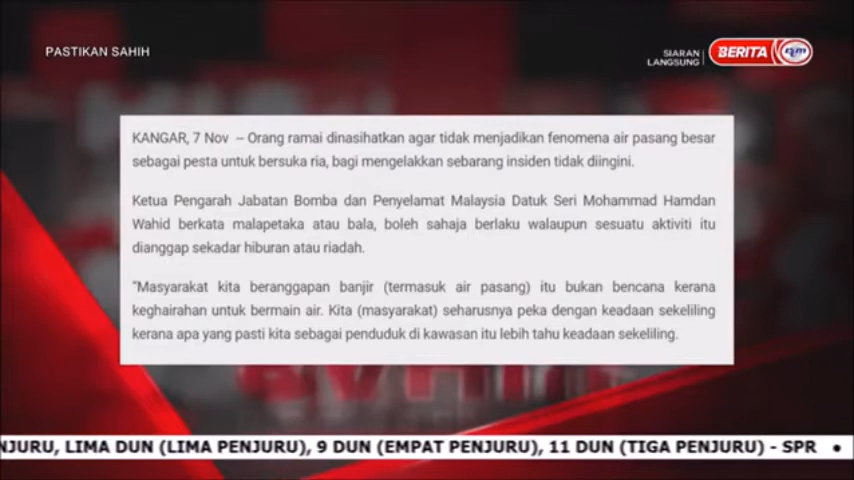 PASTIKAN SAHIH
SIARAN
LANGSUNG
BERITA
KANGAR, 7 Nov – Orang ramai dinasihatkan agar tidak menjadikan fenomena air pasang besar
sebagai pesta untuk bersuka ria, bagi mengelakkan sebarang insiden tidak diingini.
Ketua Pengarah Jabatan Bomba dan Penyelamat Malaysia Datuk Seri Mohammad Hamdan
Wahid berkata malapetaka atau bala, boleh sahaja berlaku walaupun sesuatu aktiviti itu
dianggap sekadar hiburan atau riadah.
“Masyarakat kita beranggapan banjir (termasuk air pasang) itu bukan bencana kerana
keghairahan untuk bermain air. Kita (masyarakat) seharusnya peka dengan keadaan sekeliling
kerana apa yang pasti kita sebagai penduduk di kawasan itu lebih tahu keadaan sekeliling.
NJURU, LIMA DUN (LIMA PENJURU), 9 DUN (EMPAT PENJURU), 11 DUN (TIGA PENJURU) - SPR •